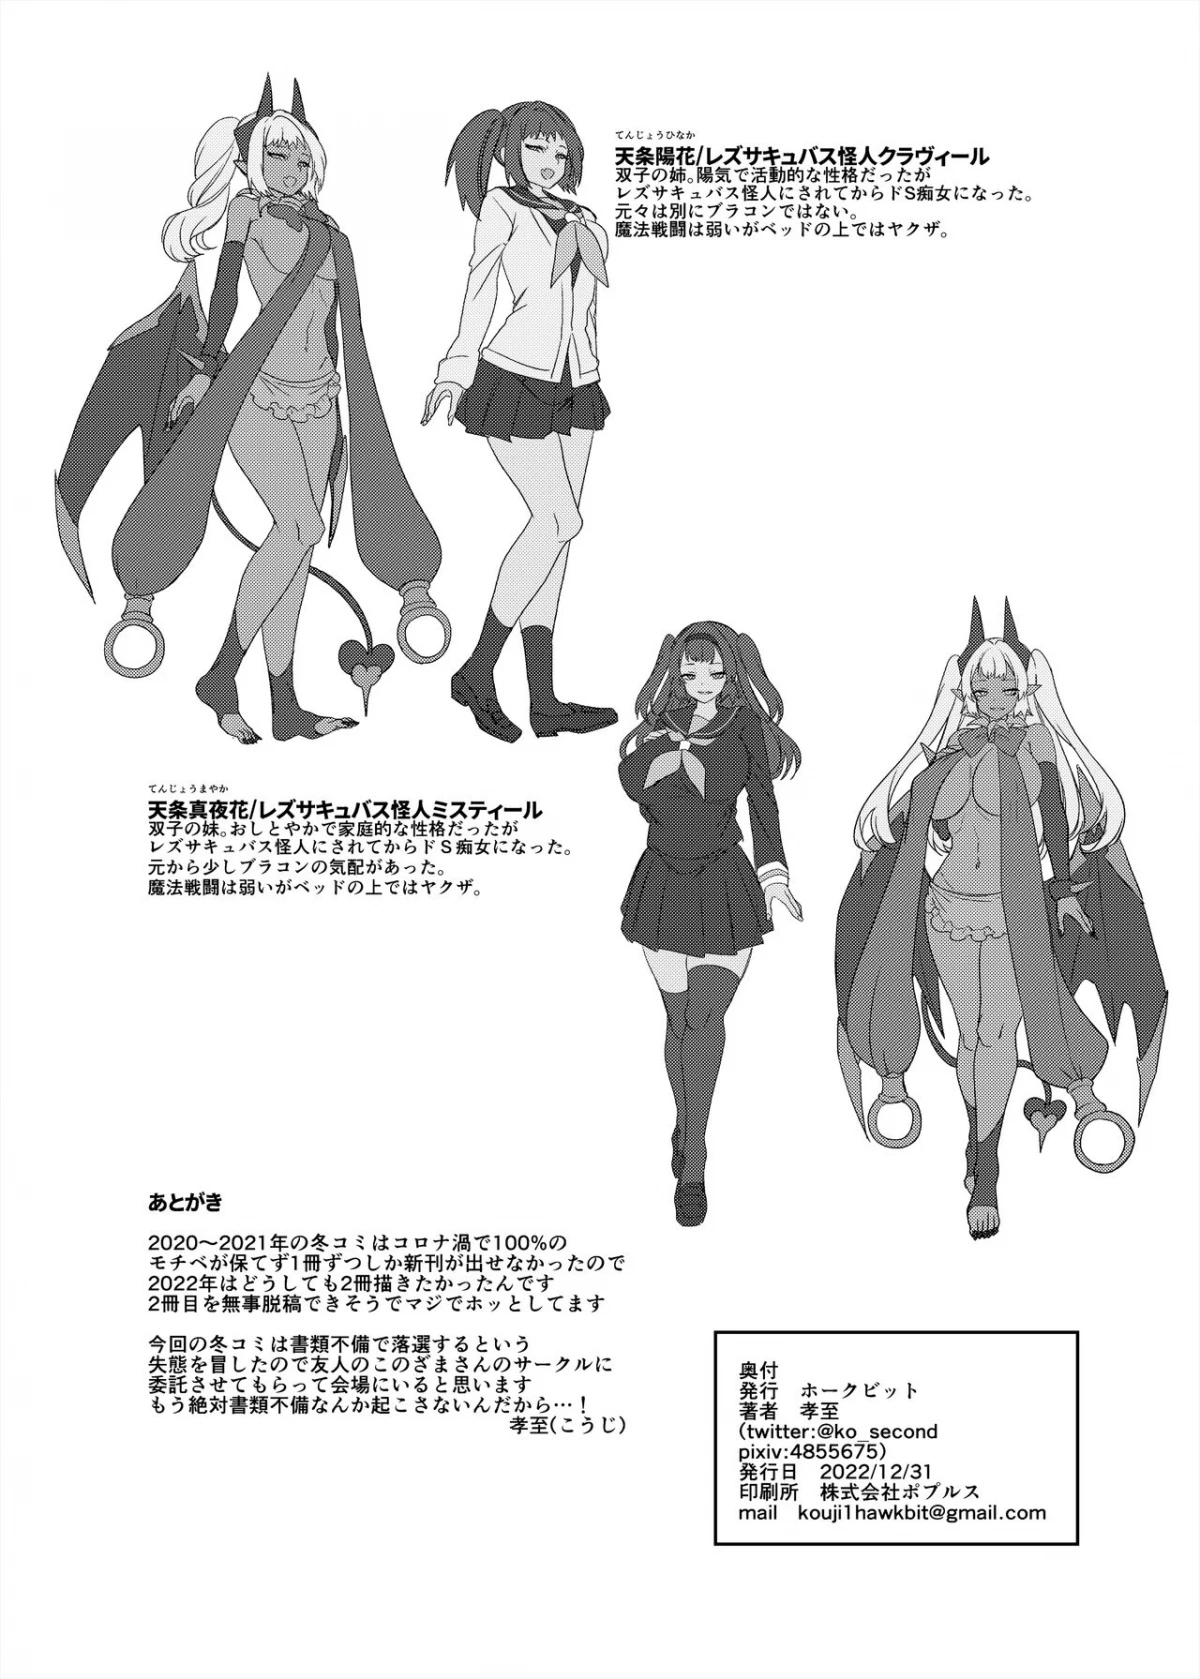 てんじょうひなか
天条陽花/レズサキュバス怪人クラヴィール
双子の姉。陽気で活動的な性格だったが
レズサキュバス怪人にされてからドS痴女になった。
元々は別にブラコンではない。
魔法戦闘は弱いがベッドの上ではヤクザ。
てんじょうまやか
天条真夜花/レズサキュバス怪人ミスティール
双子の妹。おしとやかで家庭的な性格だったが
レズサキュバス怪人にされてからドS痴女になった。
元から少しブラコンの気配があった。
魔法戦闘は弱いがベッドの上ではヤクザ。
あとがき
2020〜2021年の冬コミはコロナ渦で100%の
モチベが保てず1冊ずつしか新刊が出せなかったので
2022年はどうしても2冊描きたかったんです
2冊目を無事脱稿できそうでマジでホッとしてます
今回の冬コミは書類不備で落選するという
失態を冒したので友人のこのざまさんのサークルに
委託させてもらって会場にいると思います
もう絶対書類不備なんか起こさないんだから…!
孝至(こうじ)
奥付
発行 ホークビット
著者 孝至
(twitter:@ko_second
pixiv:4855675)
発行日 2022/12/31
印刷所 株式会社ポプルス
mail kouji1hawkbit@gmail.com